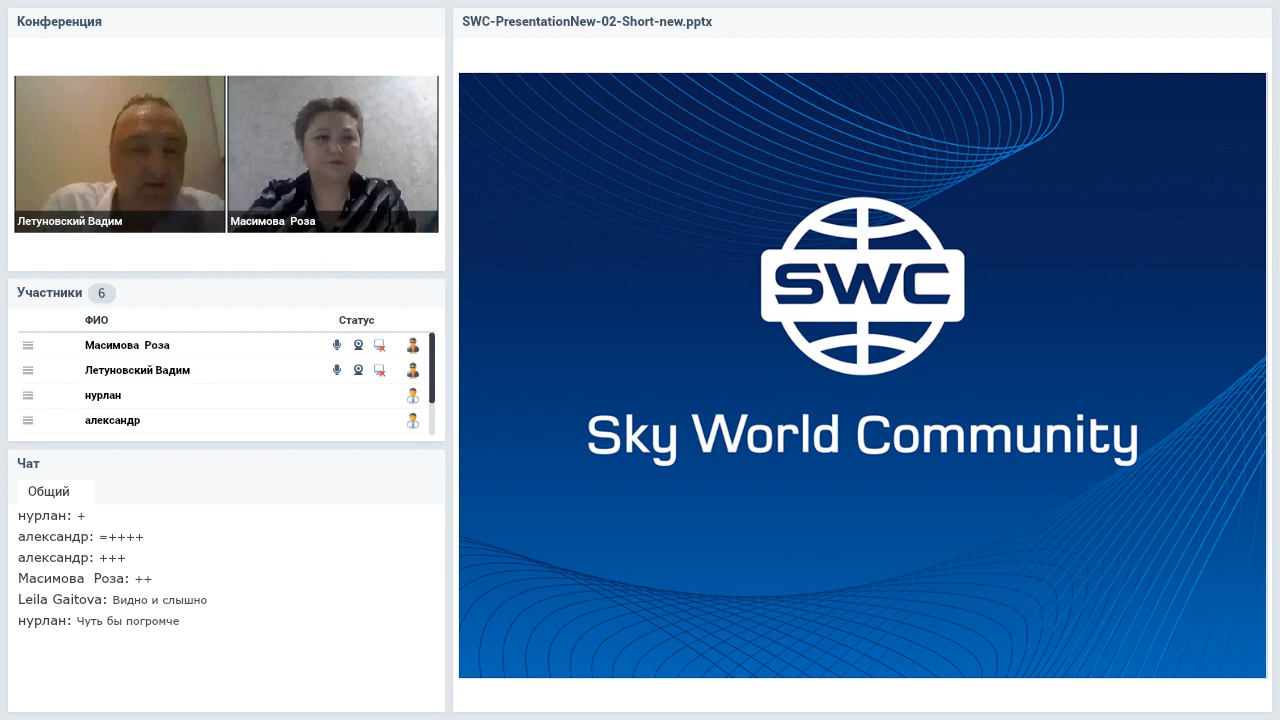 Конференция
Летуновский Вадим
Масимова Роза
Участники 6
ФИО Статус
Масимова Роза
Летуновский Вадим
нурлан
александр
Чат
Общий
нурлан: +
александр: =++++
александр: +++
Масимова Роза: ++
Leila Gaitova: Видно и слышно
нурлан: Чуть бы погромче
SWC-PresentationNew-02-Short-new.pptx
SWC
Sky World Community